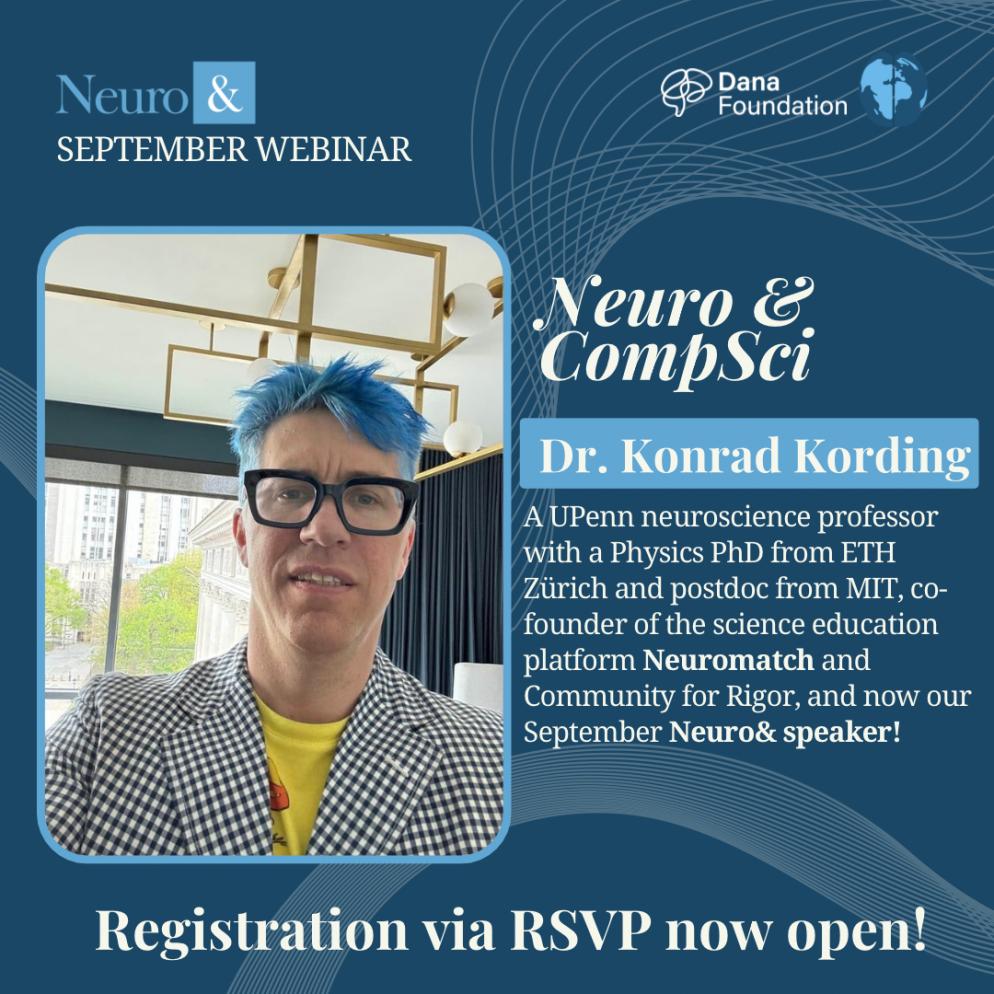 Neuro &
SEPTEMBER WEBINAR
Dana
Foundation
Neuro &
CompSci
Dr. Konrad Kording
A UPenn neuroscience professor
with a Physics PhD from ETH
Zürich and postdoc from MIT, co-
founder of the science education
platform Neuromatch and
Community for Rigor, and now our
September Neuro& speaker!
Registration via RSVP now open!